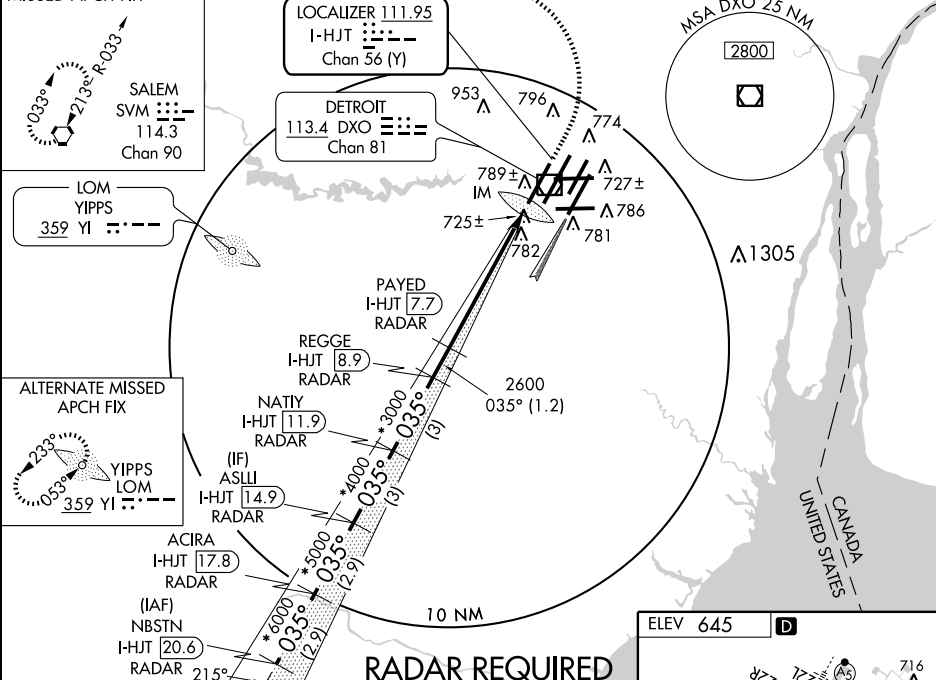 R-033
033°
213°
SALEM
SVM
114.3
Chan 90
LOCALIZER 111.95
I-HJT
Chan 56 (Y)
DETROIT
113.4 DXO
Chan 81
MSA DXO 25 NM
2800
953
796
774
789±
IM
727±
725±
786
782
781
1305
LOM
YIPPS
359 YI
PAYED
I-HJT 7.7
RADAR
REGGE
I-HJT 8.9
RADAR
2600
035° (1.2)
NATIY
I-HJT 11.9
RADAR
*3000
035°
(3)
(IF)
ASLLI
I-HJT 14.9
RADAR
*4000
035°
(3)
ALTERNATE MISSED
APCH FIX
233°
053°
YIPPS
LOM
359 YI
ACIRA
I-HJT 17.8
RADAR
*5000
035°
(2.9)
(IAF)
NBSTN
I-HJT 20.6
RADAR
*6000
035°
(2.9)
215°
10 NM
RADAR REQUIRED
CANADA
UNITED STATES
ELEV 645
D
A5
716